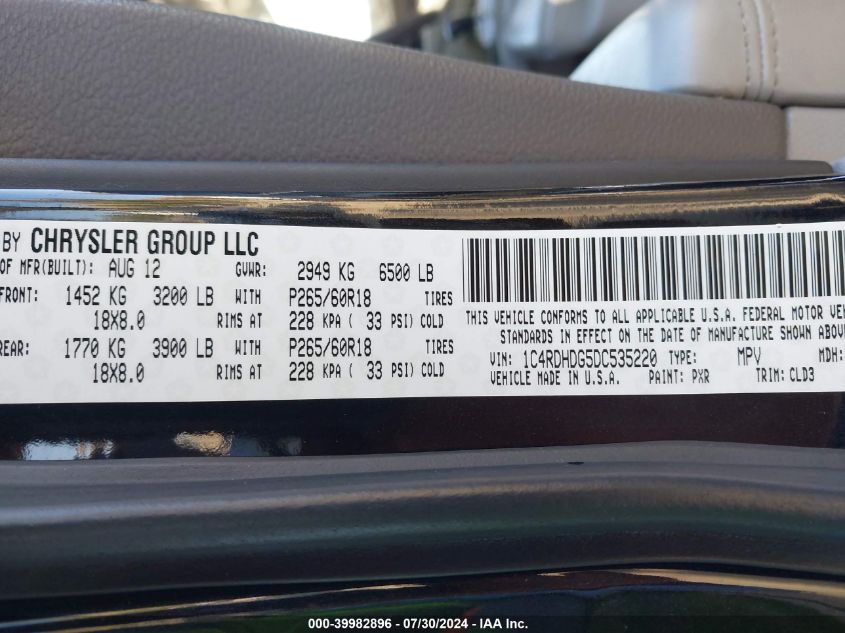 BY CHRYSLER GROUP LLC
OF MFR(BUILT): AUG 12 GVWR: 2949 KG 6500 LB
FRONT: 1452 KG 3200 LB WITH P265/60R18 TIRES
18X8.0 RIMS AT 228 KPA ( 33 PSI) COLD
REAR: 1770 KG 3900 LB WITH P265/60R18 TIRES
18X8.0 RIMS AT 228 KPA ( 33 PSI) COLD
THIS VEHICLE CONFORMS TO ALL APPLICABLE U.S.A. FEDERAL MOTOR
STANDARDS IN EFFECT ON THE DATE OF MANUFACTURE SHOWN ABOVE
VIN: 1C4RDHDG5DC535220 TYPE: MPV MDH:
VEHICLE MADE IN U.S.A. PAINT: PXR TRIM: CLD3
000-39982896 - 07/30/2024 - IAA Inc.